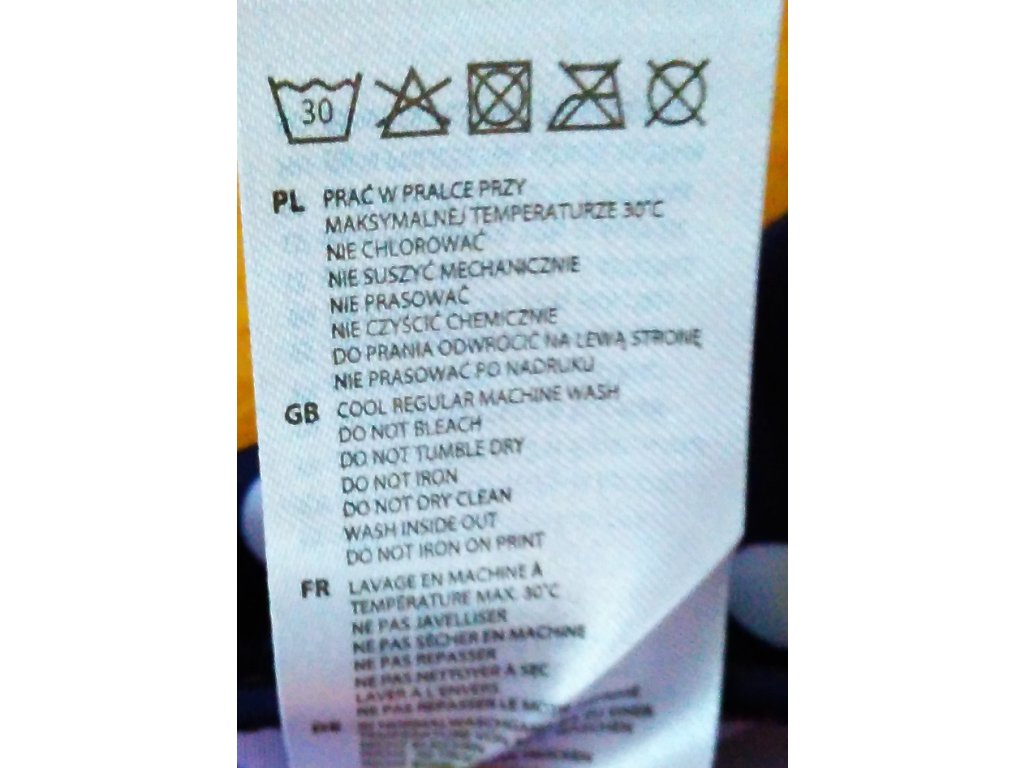 30
PL PRAĆ W PRALCE PRZY
MAKSYMALNEJ TEMPERATURZE 30°C
NIE CHLOROWAĆ
NIE SUSZYĆ MECHANICZNIE
NIE PRASOWAĆ
NIE CZYŚCIĆ CHEMICZNIE
DO PRANIA ODWRÓCIĆ NA LEWĄ STRONĘ
NIE PRASOWAĆ PO NADRUKU
GB COOL REGULAR MACHINE WASH
DO NOT BLEACH
DO NOT TUMBLE DRY
DO NOT IRON
DO NOT DRY CLEAN
WASH INSIDE OUT
DO NOT IRON ON PRINT
FR LAVAGE EN MACHINE À
TEMPÉRATURE MAX. 30°C
NE PAS JAVELLISER
NE PAS SÉCHER EN MACHINE
NE PAS REPASSER
NE PAS NETTOYER À SEC
LAVER À L'ENVERS
NE PAS REPASSER LE